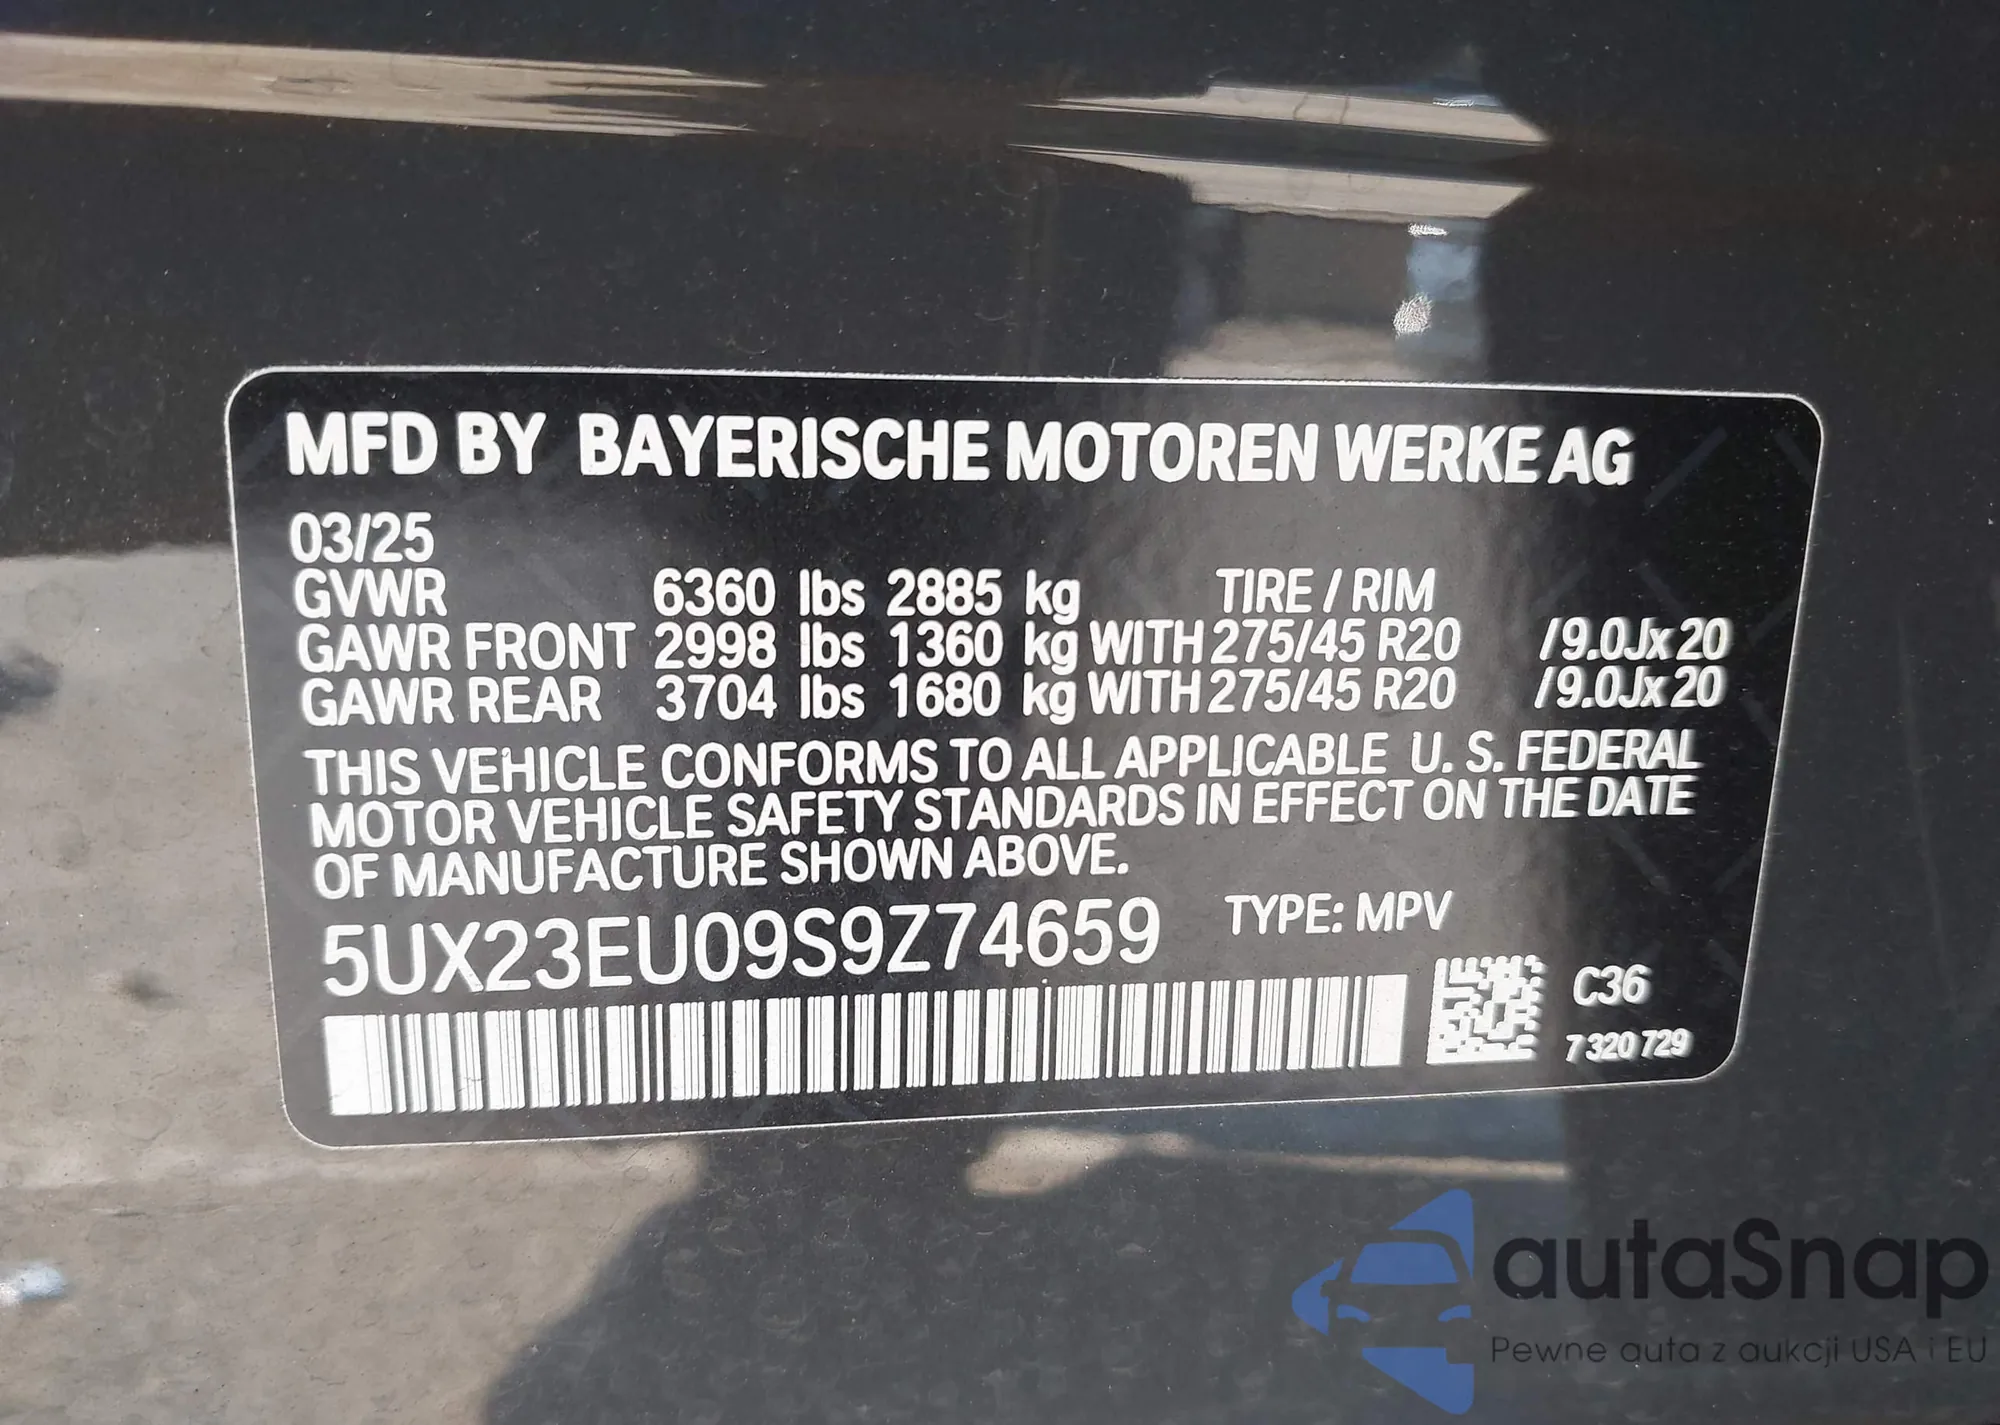 MFD BY BAYERISCHE MOTOREN WERKE AG
03/25
GVWR 6360 lbs 2885 kg TIRE / RIM
GAWR FRONT 2998 lbs 1360 kg WITH 275/45 R20 /9.0Jx20
GAWR REAR 3704 lbs 1680 kg WITH 275/45 R20 /9.0Jx20
THIS VEHICLE CONFORMS TO ALL APPLICABLE U. S. FEDERAL
MOTOR VEHICLE SAFETY STANDARDS IN EFFECT ON THE DATE
OF MANUFACTURE SHOWN ABOVE.
5UX23EU09S9Z74659 TYPE: MPV
C36
7 320 729
autaSnap
Pewne auta z aukcji USA i EU